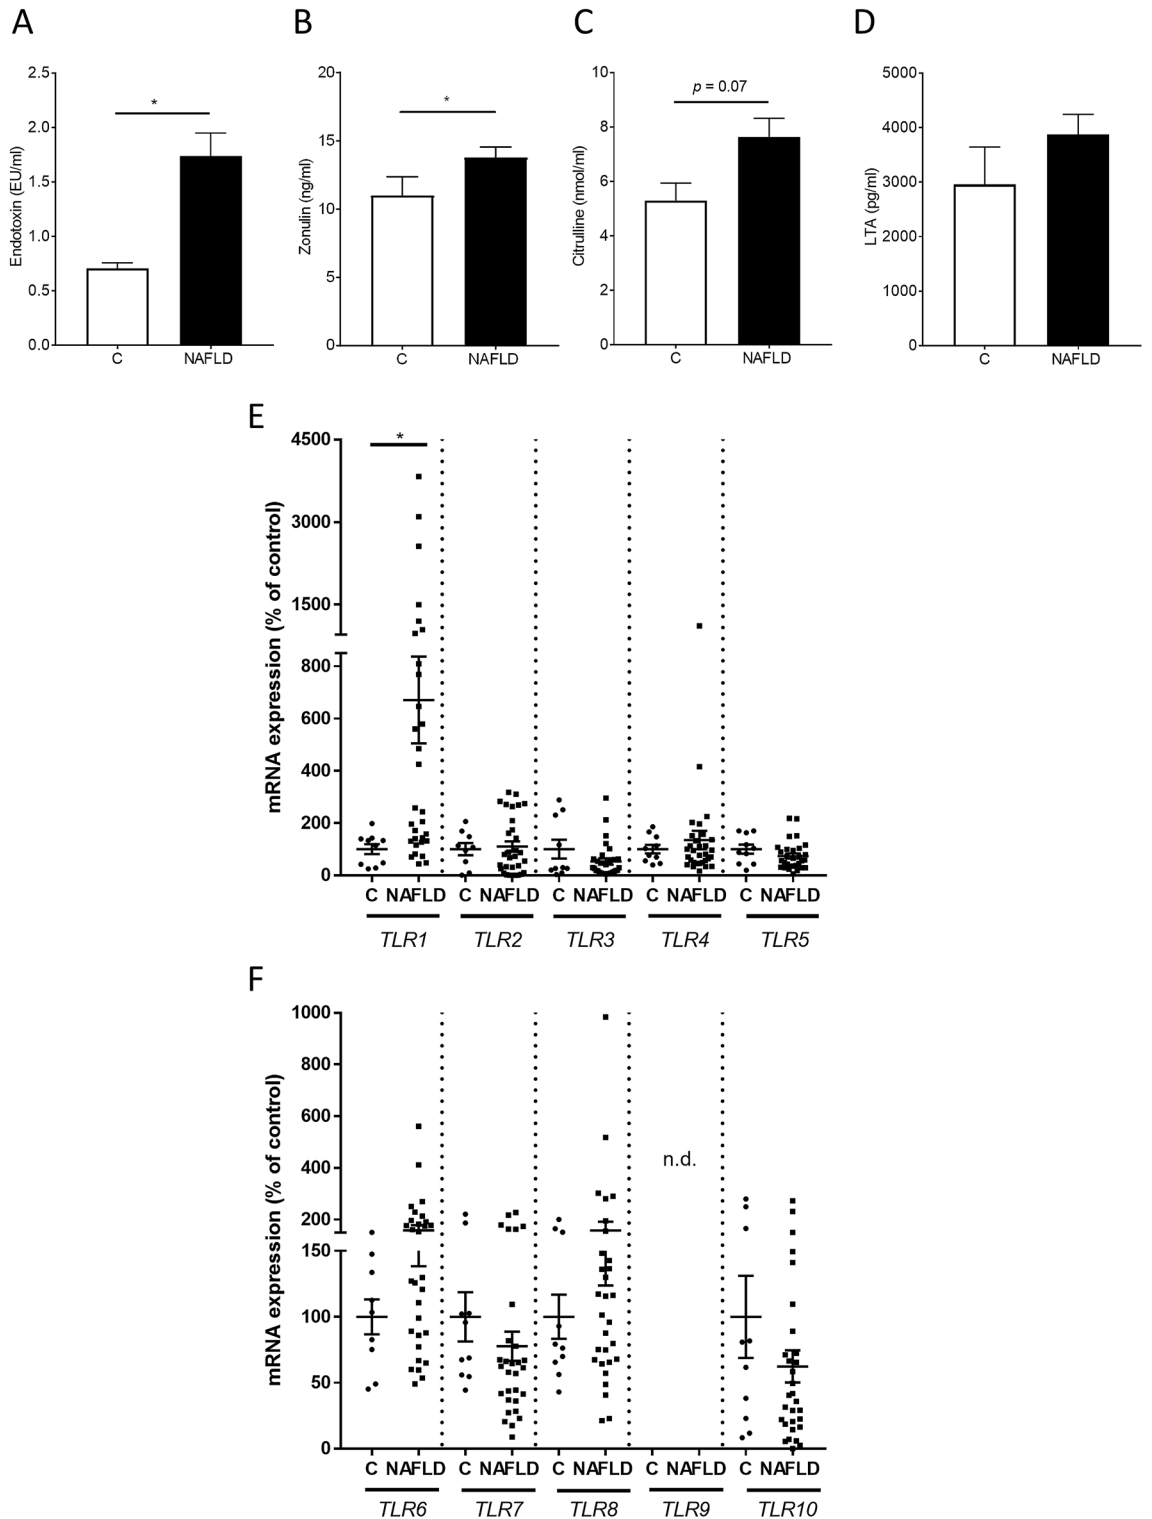 A
B
C
D
2.5
2.0
1.5
1.0
0.5
0.0
Endotoxin (EU/ml)
*
C
NAFLD
20
15
10
5
0
Zonulin (ng/ml)
*
C
NAFLD
10
8
6
4
2
0
Citrulline (nmol/ml)
p = 0.07
C
NAFLD
5000
4000
3000
2000
1000
0
LTA (pg/ml)
C
NAFLD
E
4500
3000
1500
800
600
400
200
0
mRNA expression (% of control)
*
C NAFLD C NAFLD C NAFLD C NAFLD C NAFLD
TLR1 TLR2 TLR3 TLR4 TLR5
F
1000
800
600
400
200
150
100
50
0
mRNA expression (% of control)
n.d.
C NAFLD C NAFLD C NAFLD C NAFLD C NAFLD
TLR6 TLR7 TLR8 TLR9 TLR10